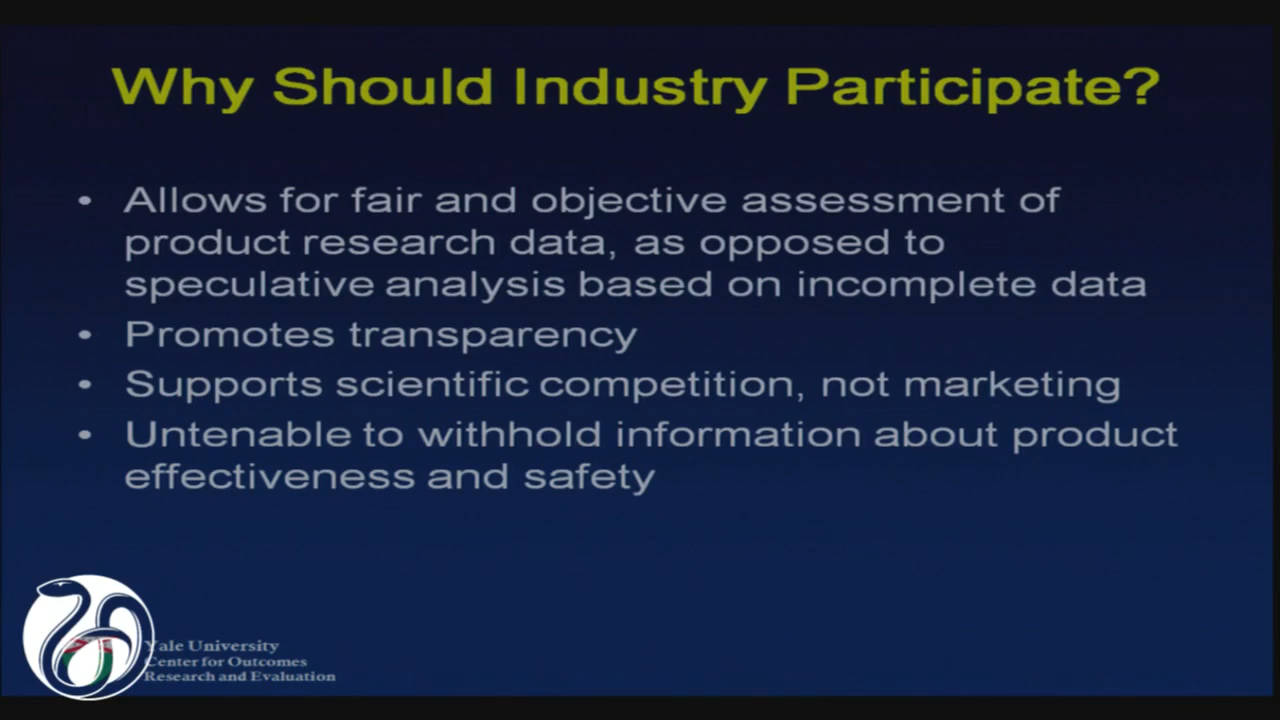 Why Should Industry Participate?
• Allows for fair and objective assessment of
product research data, as opposed to
speculative analysis based on incomplete data
• Promotes transparency
• Supports scientific competition, not marketing
• Untenable to withhold information about product
effectiveness and safety
Yale University
Center for Outcomes
Research and Evaluation